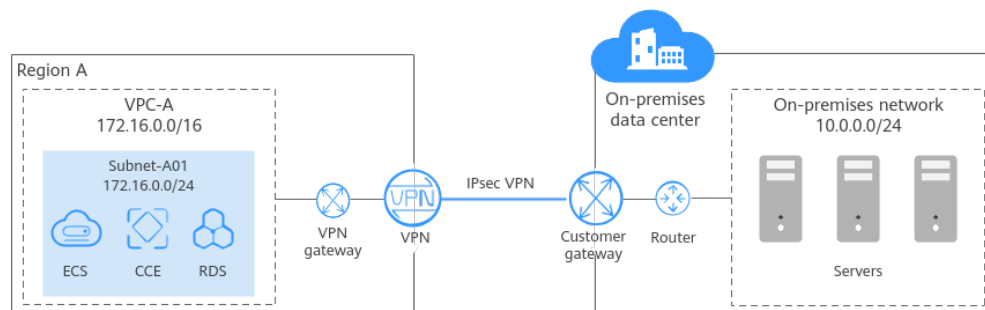 Region A
VPC-A
172.16.0.0/16
Subnet-A01
172.16.0.0/24
ECS
CCE
RDS
VPN
gateway
VPN
VPN
IPsec VPN
Customer
gateway
Router
On-premises
data center
On-premises network
10.0.0.0/24
Servers